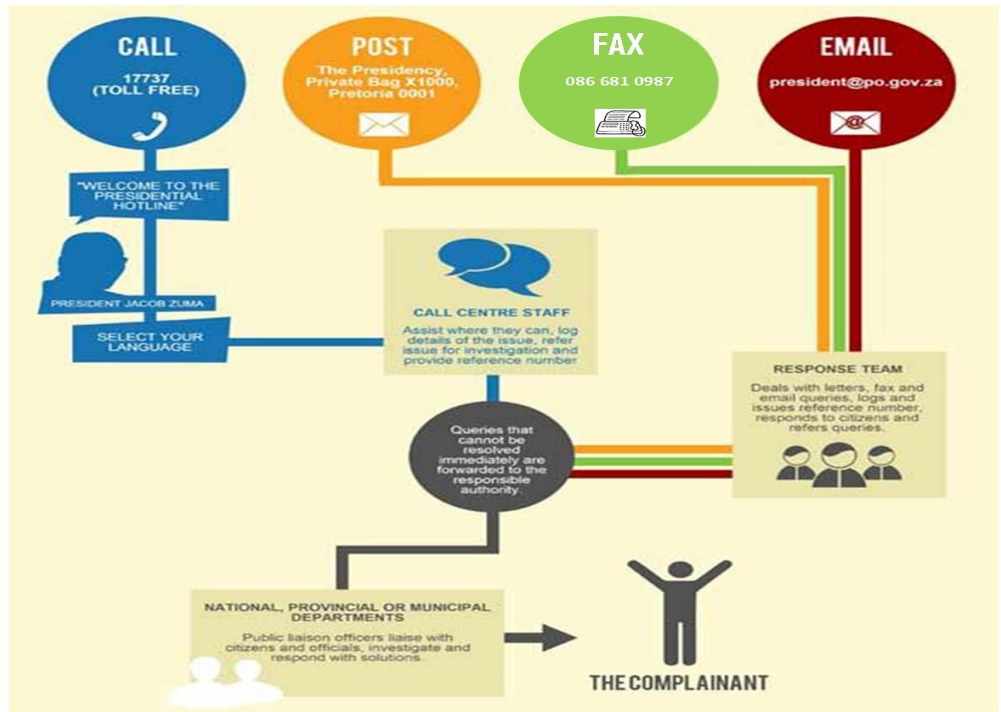 CALL
17737
(TOLL FREE)
POST
The Presidency,
Private Bag X1000,
Pretoria 0001
FAX
086 681 0987
EMAIL
president@po.gov.za
"WELCOME TO THE
PRESIDENTIAL
HOTLINE"
PRESIDENT JACOB ZUMA
SELECT YOUR
LANGUAGE
CALL CENTRE STAFF
Assist where they can, log
details of the issue, refer
issue for investigation and
provide reference number
RESPONSE TEAM
Deals with letters, fax and
email queries, logs and
issues reference number,
responds to citizens and
refers queries.
Queries that
cannot be
resolved
immediately are
forwarded to the
responsible
authority.
NATIONAL, PROVINCIAL OR MUNICIPAL
DEPARTMENTS
Public liaison officers liaise with
citizens and officials, investigate and
respond with solutions.
THE COMPLAINANT